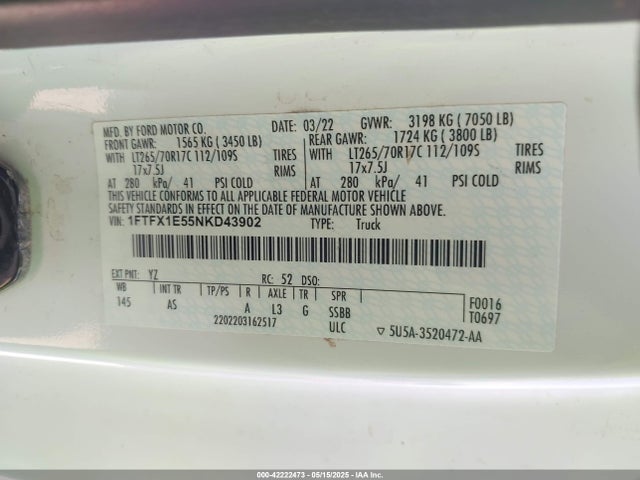 MFD. BY FORD MOTOR CO. DATE: 03/22 GVWR: 3198 KG ( 7050 LB)
FRONT GAWR: 1565 KG ( 3450 LB) REAR GAWR: 1724 KG ( 3800 LB)
WITH LT265/70R17C 112/109S TIRES WITH LT265/70R17C 112/109S TIRES
17x7.5J RIMS 17x7.5J RIMS
AT 280 kPa/ 41 PSI COLD AT 280 kPa/ 41 PSI COLD
THIS VEHICLE CONFORMS TO ALL APPLICABLE FEDERAL MOTOR VEHICLE
SAFETY STANDARDS IN EFFECT ON THE DATE OF MANUFACTURE SHOWN ABOVE.
VIN: 1FTFX1E55NKD43902 TYPE: Truck
EXT PNT: YZ RC: 52 DSO:
WB INT TR TP/PS R AXLE TR SPR F0016
145 AS A L3 G SSBB T0697
2202203162517 ULC 5U5A-3520472-AA
000-42222473 - 05/15/2025 - IAA Inc.